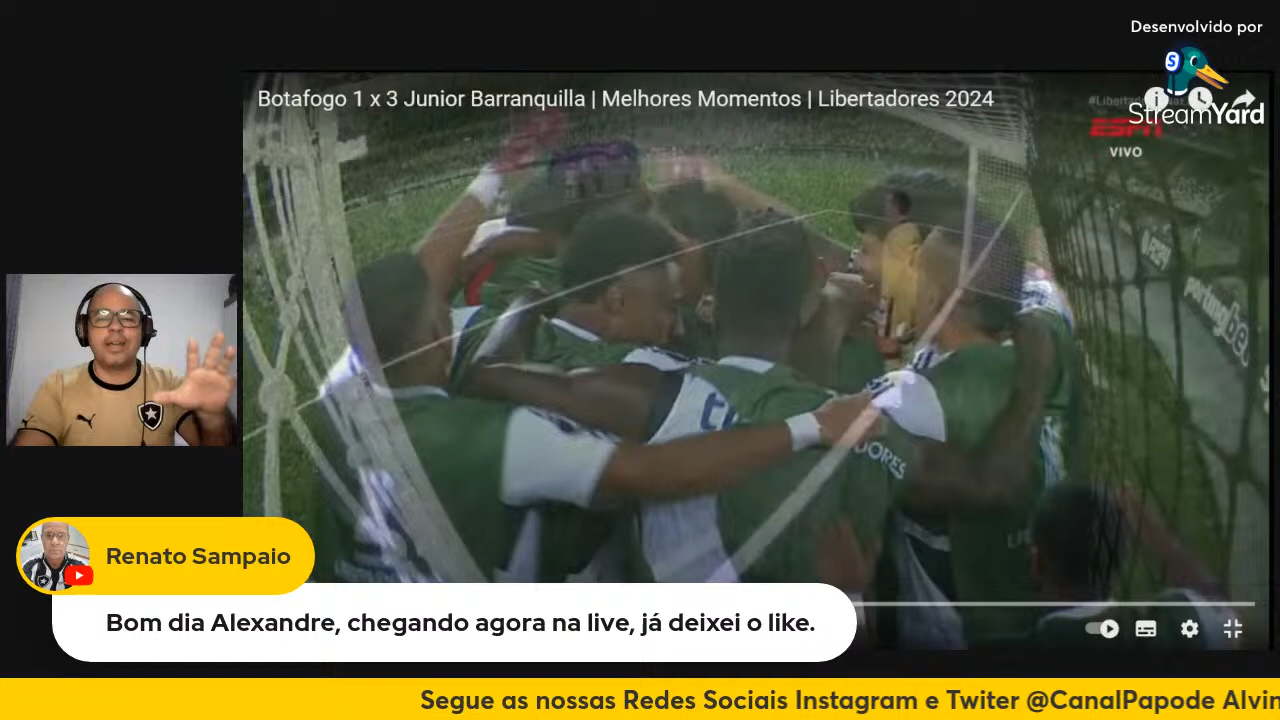 Desenvolvido por
StreamYard
Botafogo 1 x 3 Junior Barranquilla | Melhores Momentos | Libertadores 2024
ESPN
VIVO
Renato Sampaio
Bom dia Alexandre, chegando agora na live, já deixei o like.
Segue as nossas Redes Sociais Instagram e Twiter @CanalPapode Alvin